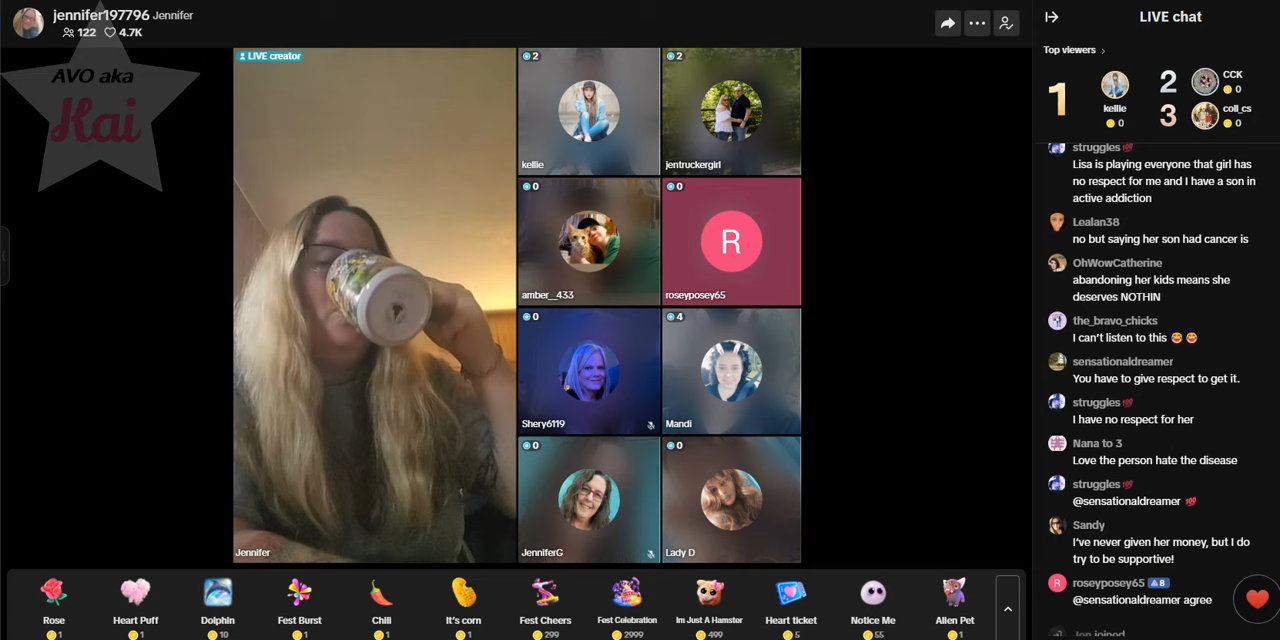 jennifer197796 Jennifer
122 4.7K
AVO aka
Kai
LIVE creator
Jennifer
2
kellie
2
jentruckergirl
0
amber__433
0
R
roseyposey65
0
Shery6119
4
Mandi
0
JenniferG
0
Lady D
Rose
1
Heart Puff
1
Dolphin
10
Fest Burst
1
Chili
1
It's corn
1
Fest Cheers
299
Fest Celebration
2999
Im Just A Hamster
499
Heart ticket
5
Notice Me
55
Alien Pet
1
LIVE chat
Top viewers
1
kellie
0
2
CCK
0
3
coll_cs
0
struggles💯
Lisa is playing everyone that girl has
no respect for me and I have a son in
active addiction
Lealan38
no but saying her son had cancer is
OhWowCatherine
abandoning her kids means she
deserves NOTHIN
the_bravo_chicks
I can't listen to this
sensationaldreamer
You have to give respect to get it.
struggles💯
I have no respect for her
Nana to 3
Love the person hate the disease
struggles💯
@sensationaldreamer 💯
Sandy
I've never given her money, but I do
try to be supportive!
R
roseyposey65 8
@sensationaldreamer agree
Jen joined